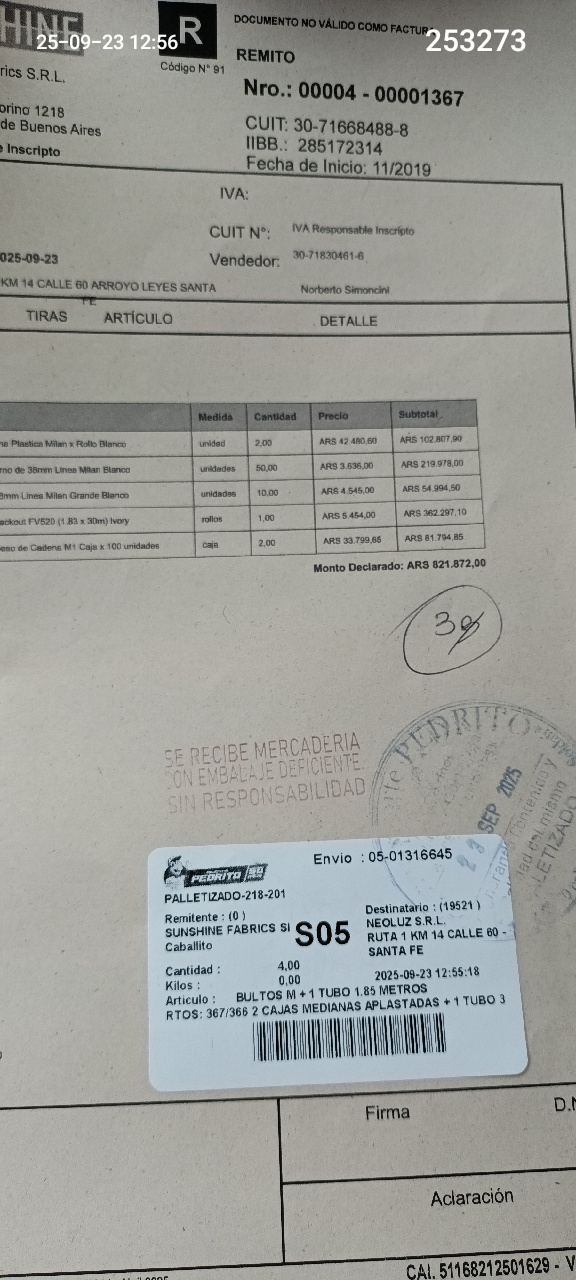 HINE
25-09-23 12:56
253273
R
Código N° 91
DOCUMENTO NO VÁLIDO COMO FACTURA
REMITO
Nro.: 00004 - 00001367
rics S.R.L.
orino 1218
de Buenos Aires
e Inscripto
CUIT: 30-71668488-8
IIBB.: 285172314
Fecha de Inicio: 11/2019
IVA:
CUIT N°: IVA Responsable Inscripto
025-09-23
Vendedor: 30-71830461-6
KM 14 CALLE 60 ARROYO LEYES SANTA
FE
Norberto Simoncini
TIRAS ARTÍCULO DETALLE
Medida Cantidad Precio Subtotal
na Plastica Milan x Rollo Blanco unidad 2,00 ARS 42.480,60 ARS 102.807,90
rno de 38mm Linea Milan Blanco unidades 50,00 ARS 3.636,00 ARS 219.978,00
8mm Linea Milan Grande Blanco unidades 10,00 ARS 4.545,00 ARS 54.994,50
ackout FV520 (1.83 x 30m) Ivory rollos 1,00 ARS 5.454,00 ARS 362.297,10
eso de Cadena M1 Caja x 100 unidades caja 2,00 ARS 33.799,65 ARS 81.794,85
Monto Declarado: ARS 821.872,00
SE RECIBE MERCADERIA
CON EMBALAJE DEFICIENTE
SIN RESPONSABILIDAD
PEDRITO
23 SEP 2025
PEDRITO 50
Envio : 05-01316645
PALLETIZADO-218-201
Remitente : (0 )
SUNSHINE FABRICS SI
Caballito
S05
Destinatario : (19521 )
NEOLUZ S.R.L.
RUTA 1 KM 14 CALLE 60 -
SANTA FE
Cantidad : 4,00
Kilos : 0,00
2025-09-23 12:55:18
Articulo : BULTOS M + 1 TUBO 1.85 METROS
RTOS: 367/366 2 CAJAS MEDIANAS APLASTADAS + 1 TUBO 3
Firma
D.N
Aclaración
CAI. 51168212501629 - V